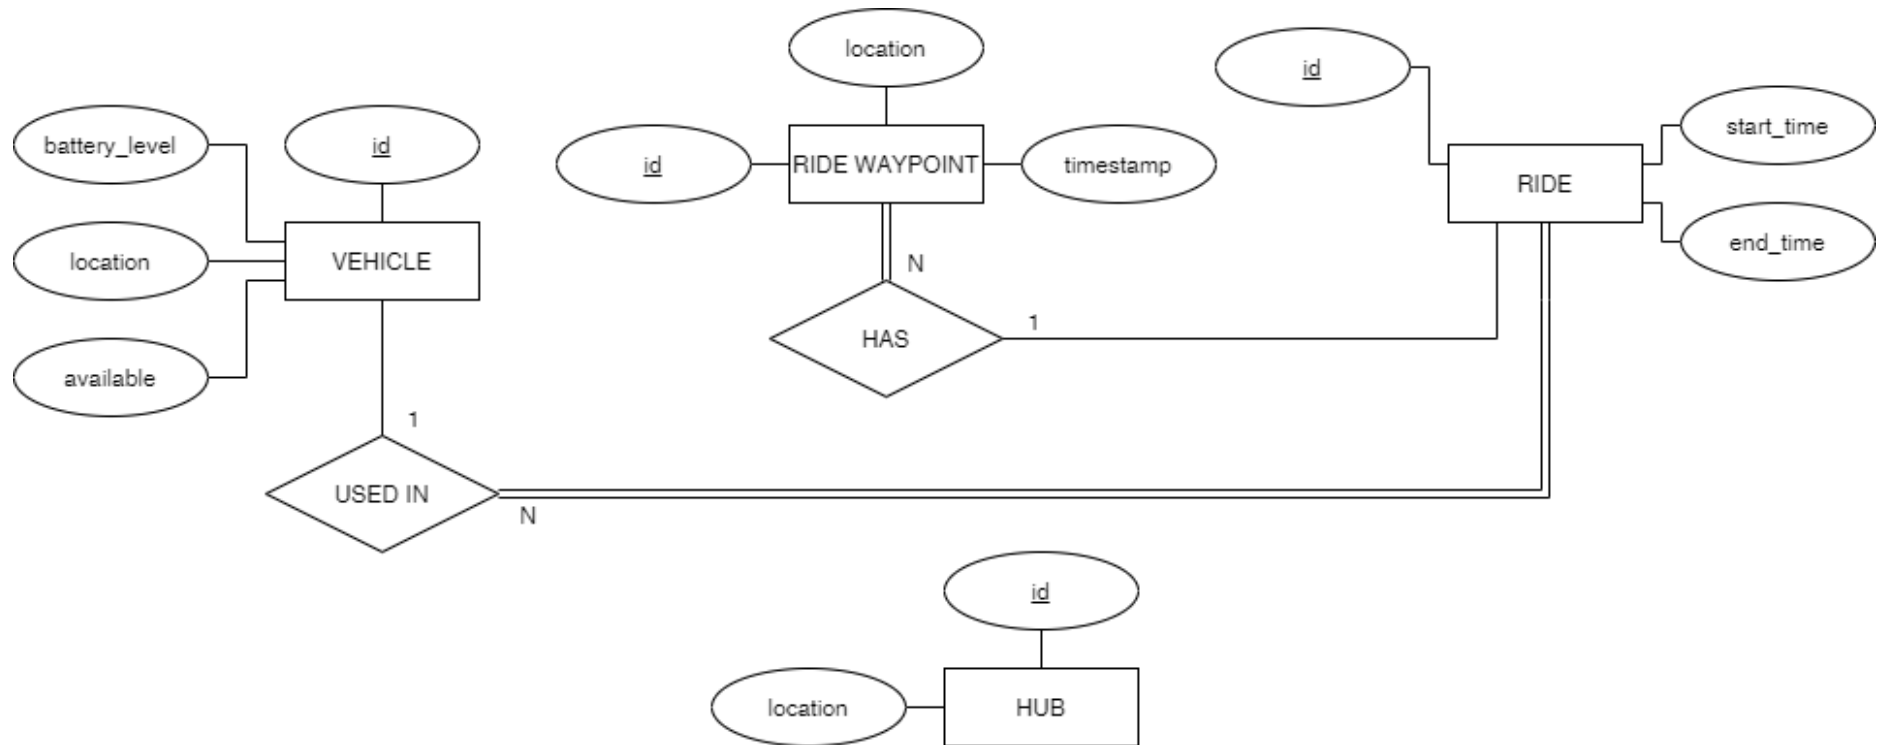 location
id
battery_level
id
start_time
id
RIDE WAYPOINT
timestamp
RIDE
location
VEHICLE
end_time
N
1
HAS
available
1
USED IN
N
id
location
HUB